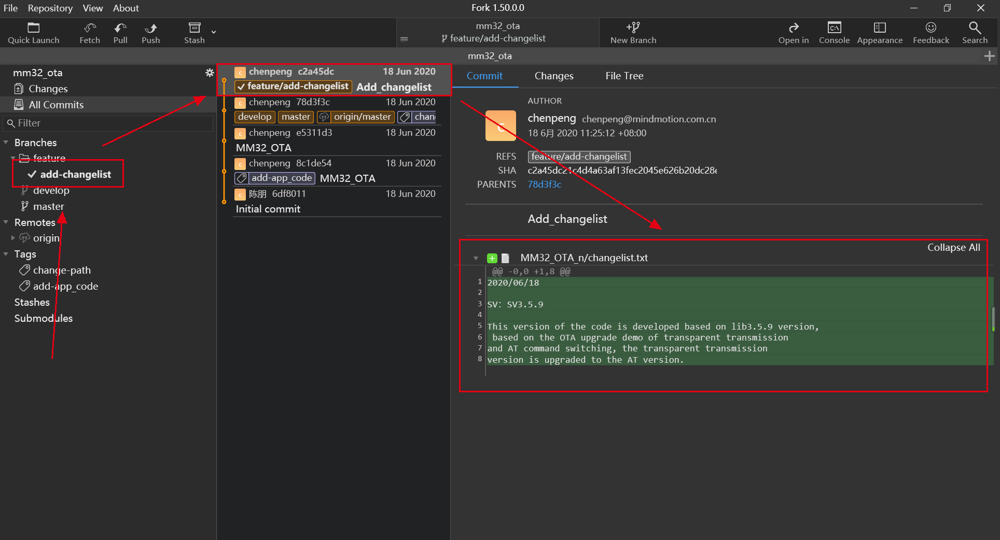 File Repository View About
Fork 1.50.0.0
Quick Launch
Fetch
Pull
Push
Stash
mm32_ota
feature/add-changelist
New Branch
Open in
Console
Appearance
Feedback
Search
mm32_ota
mm32_ota
Changes
All Commits
Filter
Branches
feature
add-changelist
develop
master
Remotes
origin
Tags
change-path
add-app_code
Stashes
Submodules
chenpeng c2a45dc 18 Jun 2020
feature/add-changelist Add_changelist
chenpeng 78d3f3c 18 Jun 2020
develop master origin/master chan
chenpeng e5311d3 18 Jun 2020
MM32_OTA
chenpeng 8c1de54 18 Jun 2020
add-app_code MM32_OTA
陈朋 6df8011 18 Jun 2020
Initial commit
Commit Changes File Tree
AUTHOR
chenpeng chenpeng@mindmotion.com.cn
18 6月 2020 11:25:12 +08:00
REFS feature/add-changelist
SHA c2a45dc21c4d4a63af13fec2045e626b20dc28e
PARENTS 78d3f3c
Add_changelist
Collapse All
MM32_OTA_n/changelist.txt
@@ -0,0 +1,8 @@
1 2020/06/18
2
3 SV: SV3.5.9
4
5 This version of the code is developed based on lib3.5.9 version,
6 based on the OTA upgrade demo of transparent transmission
7 and AT command switching, the transparent transmission
8 version is upgraded to the AT version.